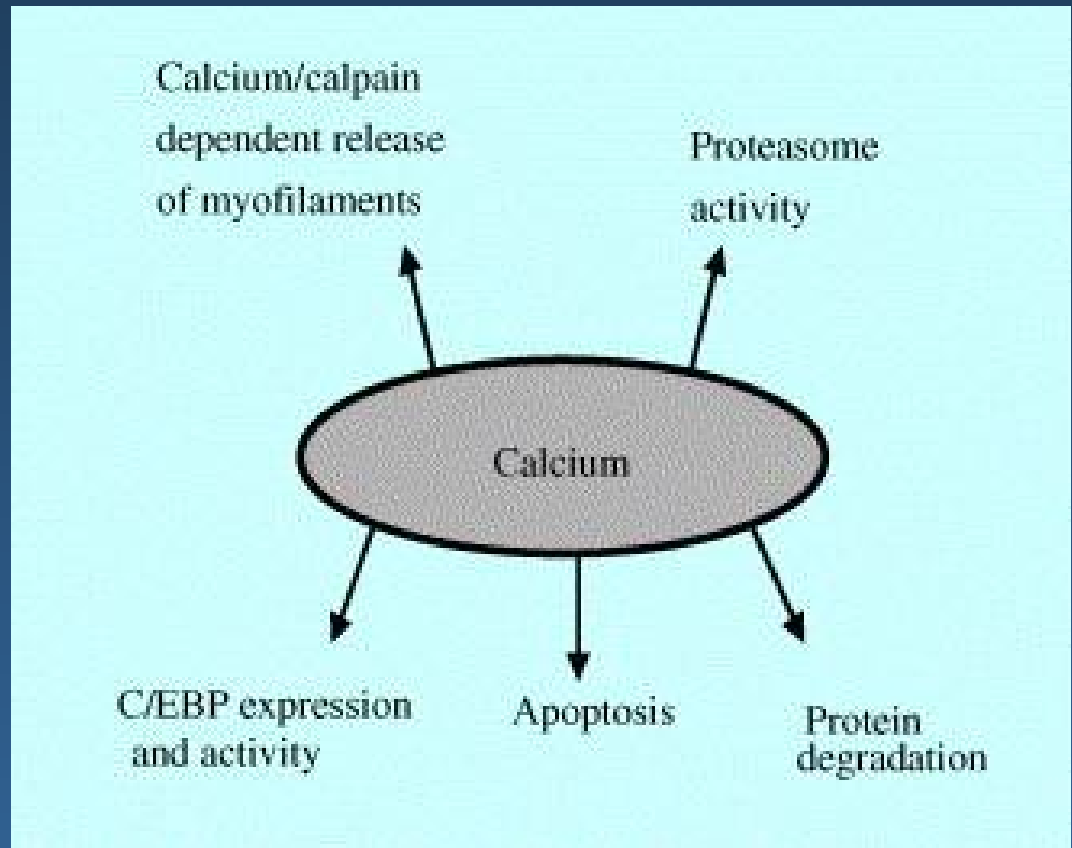 Calcium/calpain
dependent release
of myofilaments
Proteasome
activity
Calcium
C/EBP expression
and activity
Apoptosis
Protein
degradation